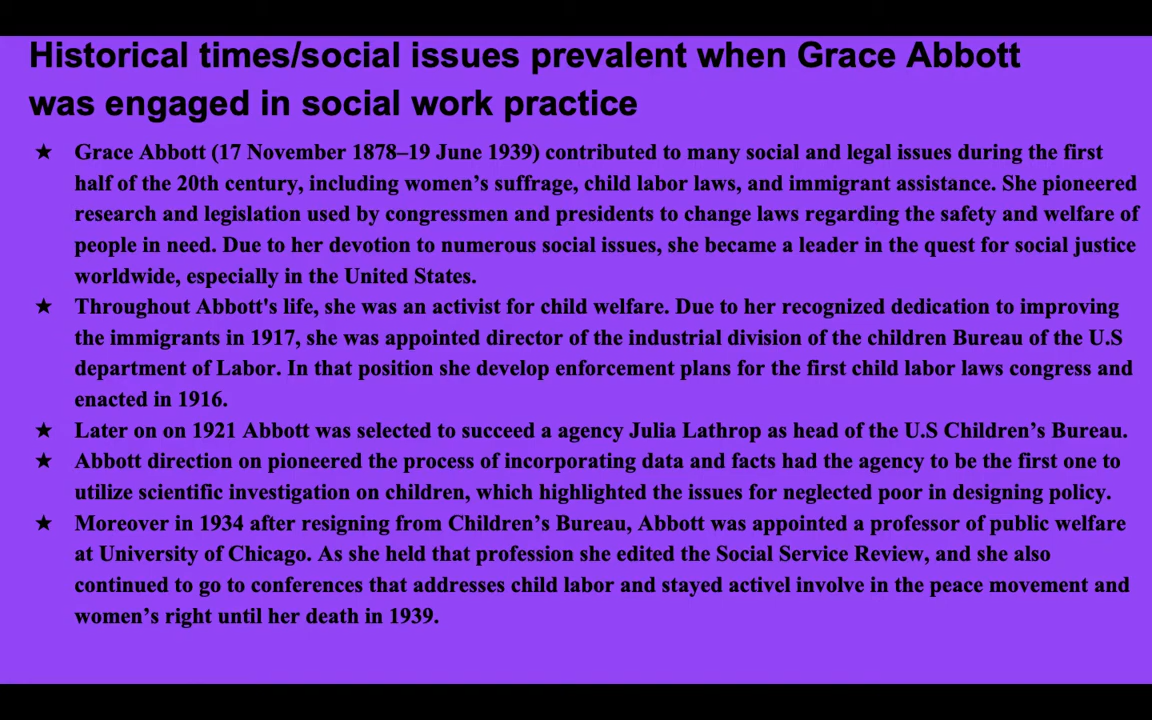 Historical times/social issues prevalent when Grace Abbott
was engaged in social work practice
★ Grace Abbott (17 November 1878–19 June 1939) contributed to many social and legal issues during the first
half of the 20th century, including women’s suffrage, child labor laws, and immigrant assistance. She pioneered
research and legislation used by congressmen and presidents to change laws regarding the safety and welfare of
people in need. Due to her devotion to numerous social issues, she became a leader in the quest for social justice
worldwide, especially in the United States.
★ Throughout Abbott's life, she was an activist for child welfare. Due to her recognized dedication to improving
the immigrants in 1917, she was appointed director of the industrial division of the children Bureau of the U.S
department of Labor. In that position she develop enforcement plans for the first child labor laws congress and
enacted in 1916.
★ Later on on 1921 Abbott was selected to succeed a agency Julia Lathrop as head of the U.S Children’s Bureau.
★ Abbott direction on pioneered the process of incorporating data and facts had the agency to be the first one to
utilize scientific investigation on children, which highlighted the issues for neglected poor in designing policy.
★ Moreover in 1934 after resigning from Children’s Bureau, Abbott was appointed a professor of public welfare
at University of Chicago. As she held that profession she edited the Social Service Review, and she also
continued to go to conferences that addresses child labor and stayed activel involve in the peace movement and
women’s right until her death in 1939.